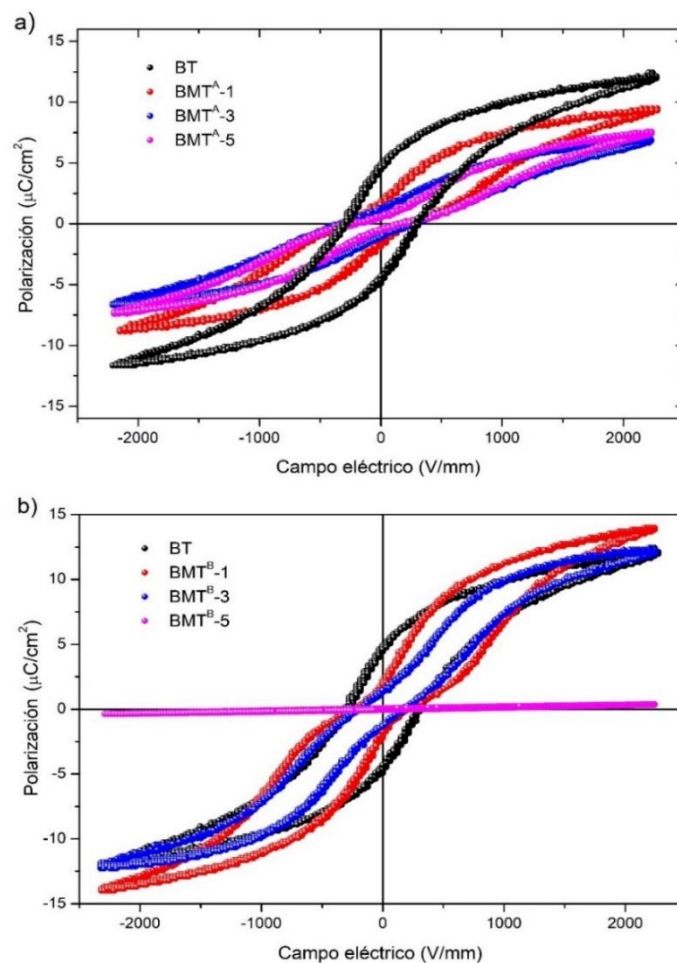 a)
15
10
5
0
-5
-10
-15
Polarización (μC/cm²)
BT
BMTᴬ-1
BMTᴬ-3
BMTᴬ-5
-2000 -1000 0 1000 2000
Campo eléctrico (V/mm)
b)
15
10
5
0
-5
-10
-15
Polarización (μC/cm²)
BT
BMTᴮ-1
BMTᴮ-3
BMTᴮ-5
-2000 -1000 0 1000 2000
Campo eléctrico (V/mm)